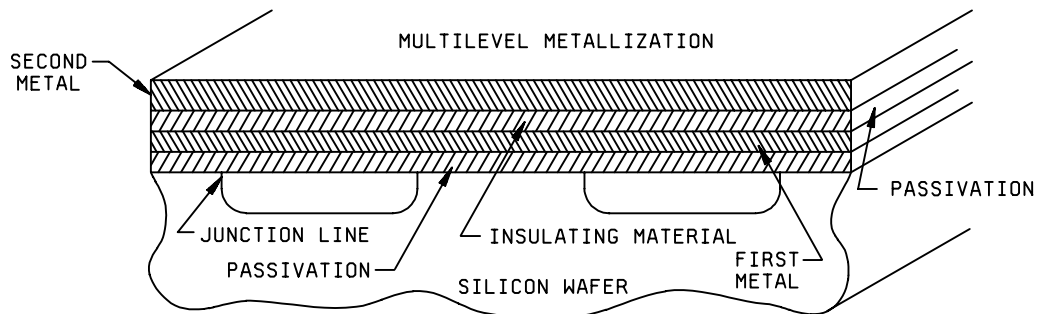 MULTILEVEL METALLIZATION
SECOND
METAL
PASSIVATION
JUNCTION LINE
INSULATING MATERIAL
PASSIVATION
FIRST
METAL
SILICON WAFER